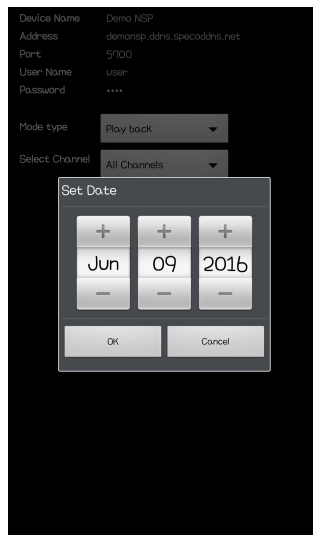 Device Name Demo NSP
Address demonsp.ddns.specoddns.net
Port 5700
User Name user
Password ••••
Mode type Play back
Select Channel All Channels
Set Date
+ + +
Jun 09 2016
− − −
OK Cancel